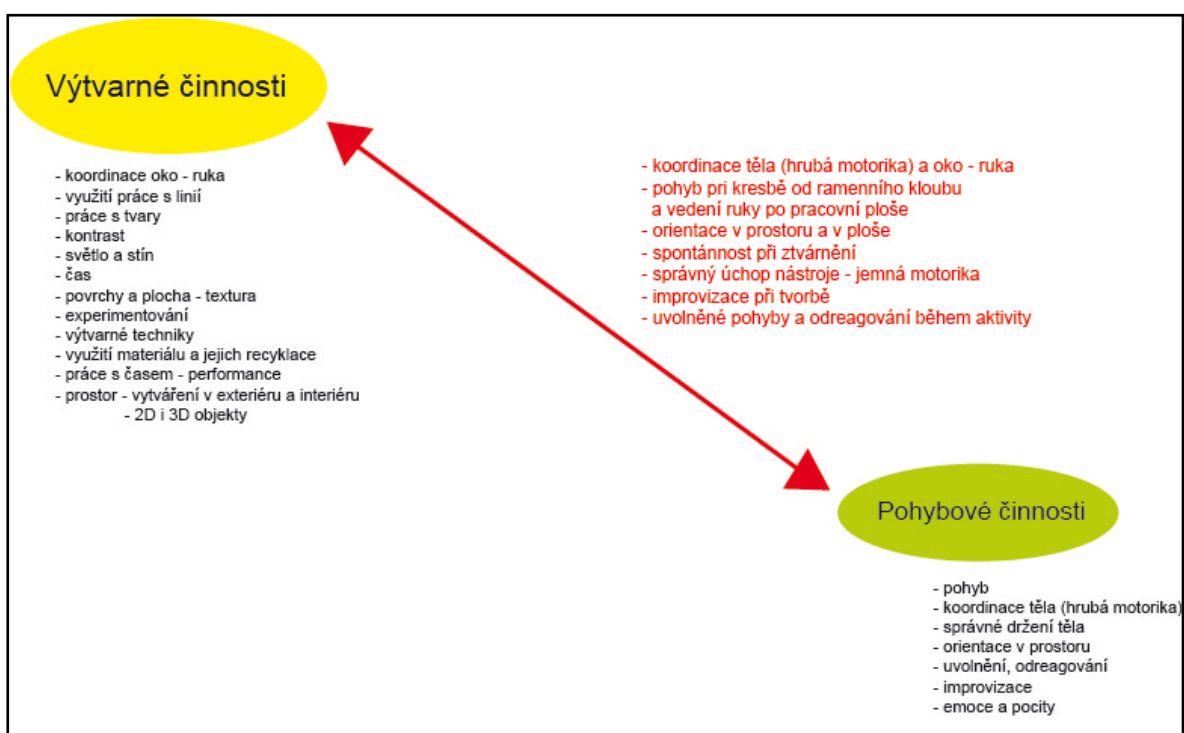 Výtvarné činnosti
- koordinace oko - ruka
- využití práce s linií
- práce s tvary
- kontrast
- světlo a stín
- čas
- povrchy a plocha - textura
- experimentování
- výtvarné techniky
- využití materiálu a jejich recyklace
- práce s časem - performance
- prostor - vytváření v exteriéru a interiéru
- 2D i 3D objekty
- koordinace těla (hrubá motorika) a oko - ruka
- pohyb pri kresbě od ramenního kloubu
a vedení ruky po pracovní ploše
- orientace v prostoru a v ploše
- spontánnost při ztvárnění
- správný úchop nástroje - jemná motorika
- improvizace při tvorbě
- uvolněné pohyby a odreagování během aktivity
Pohybové činnosti
- pohyb
- koordinace těla (hrubá motorika)
- správné držení těla
- orientace v prostoru
- uvolnění, odreagování
- improvizace
- emoce a pocity